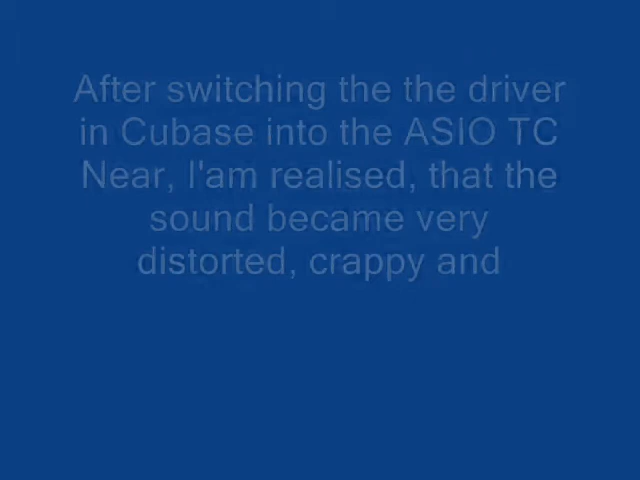 After switching the the driver
in Cubase into the ASIO TC
Near, I'am realised, that the
sound became very
distorted, crappy and